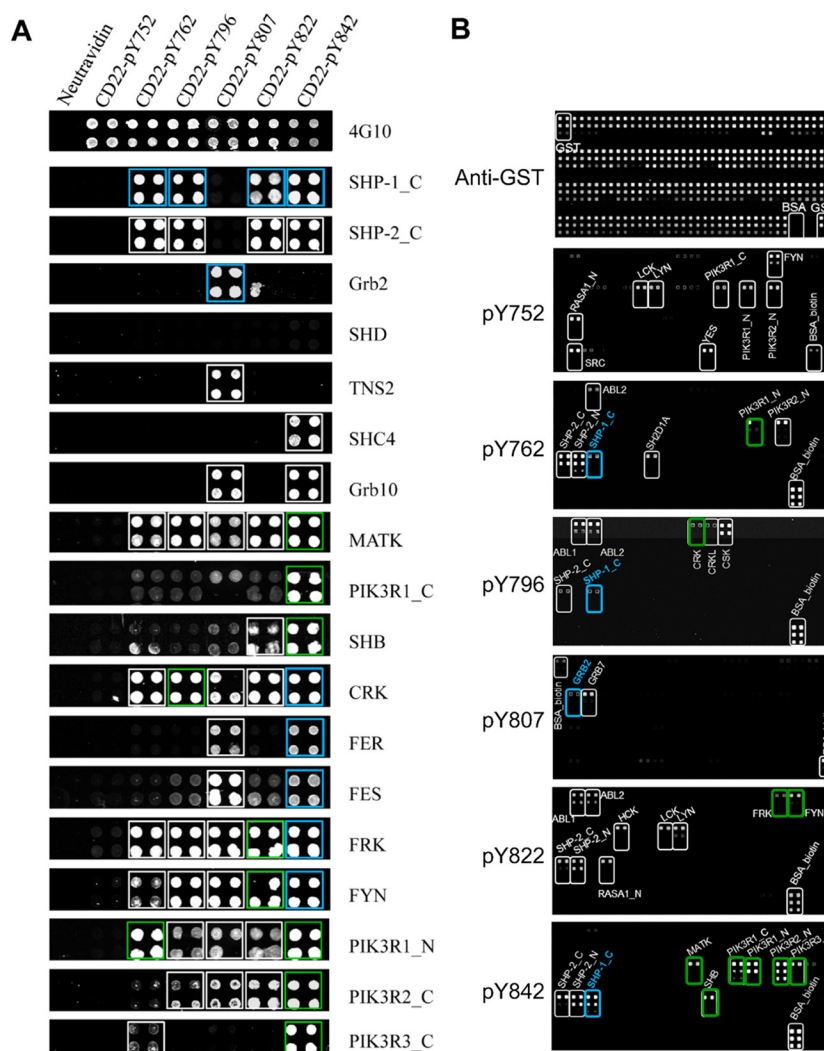 A
Neutravidin
CD22-pY752
CD22-pY762
CD22-pY796
CD22-pY807
CD22-pY822
CD22-pY842
4G10
SHP-1_C
SHP-2_C
Grb2
SHD
TNS2
SHC4
Grb10
MATK
PIK3R1_C
SHB
CRK
FER
FES
FRK
FYN
PIK3R1_N
PIK3R2_C
PIK3R3_C
B
Anti-GST
GST
BSA
pY752
RASA1_N
LCK
LYN
PIK3R1_C
FYN
SRC
YES
PIK3R1_N
PIK3R2_N
BSA_biotin
pY762
ABL2
SHP-2_C
SHP-2_N
SHP-1_C
SH2D1A
PIK3R1_N
PIK3R2_N
BSA_biotin
pY796
ABL1
ABL2
CRK
CRKL
CSK
SHP-2_C
SHP-1_C
BSA_biotin
pY807
BSA_biotin
GRB2
GRB7
pY822
ABL1
ABL2
HCK
LCK
LYN
FRK
FYN
SHP-2_C
SHP-2_N
RASA1_N
BSA_biotin
pY842
SHP-2_C
SHP-2_N
SHP-1_C
MATK
SHB
PIK3R1_C
PIK3R1_N
PIK3R2_N
BSA_biotin